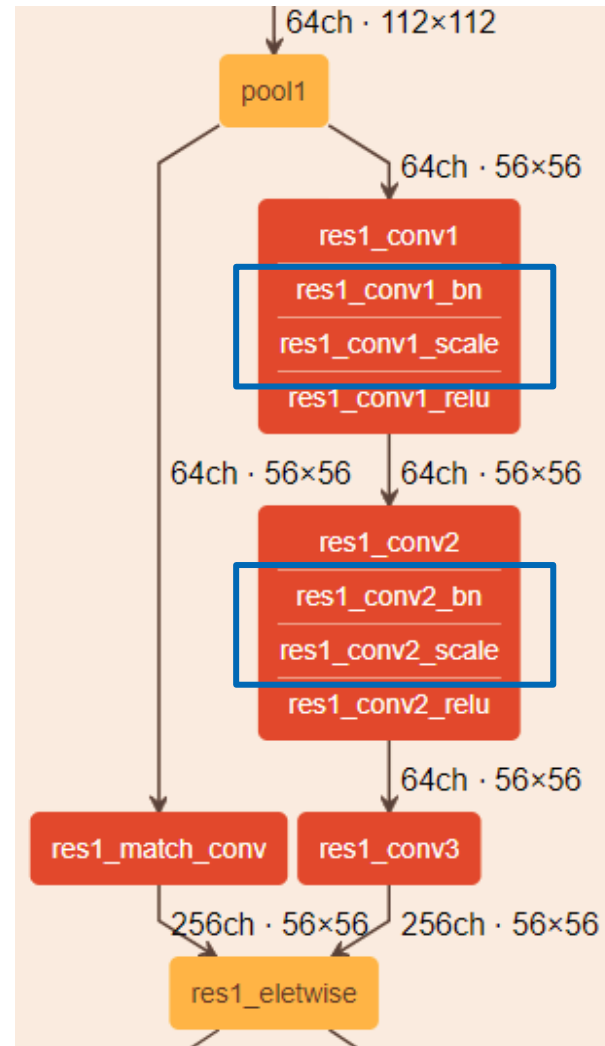 64ch · 112×112
pool1
64ch · 56×56
res1_conv1
res1_conv1_bn
res1_conv1_scale
res1_conv1_relu
64ch · 56×56
64ch · 56×56
res1_conv2
res1_conv2_bn
res1_conv2_scale
res1_conv2_relu
64ch · 56×56
res1_match_conv
res1_conv3
256ch · 56×56
256ch · 56×56
res1_eletwise